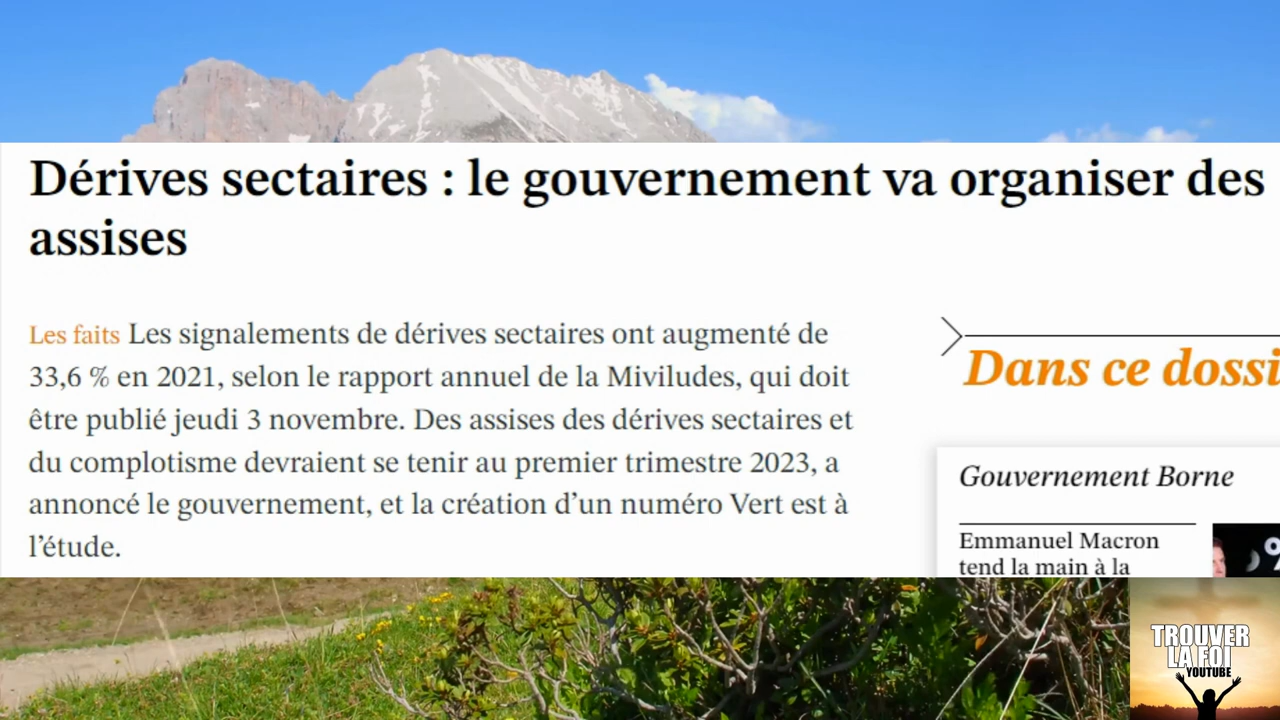 Dérives sectaires : le gouvernement va organiser des
assises
Les faits Les signalements de dérives sectaires ont augmenté de
33,6 % en 2021, selon le rapport annuel de la Miviludes, qui doit
être publié jeudi 3 novembre. Des assises des dérives sectaires et
du complotisme devraient se tenir au premier trimestre 2023, a
annoncé le gouvernement, et la création d’un numéro Vert est à
l’étude.
Dans ce dossi
Gouvernement Borne
Emmanuel Macron
tend la main à la
9
TROUVER
LA FOI
YOUTUBE